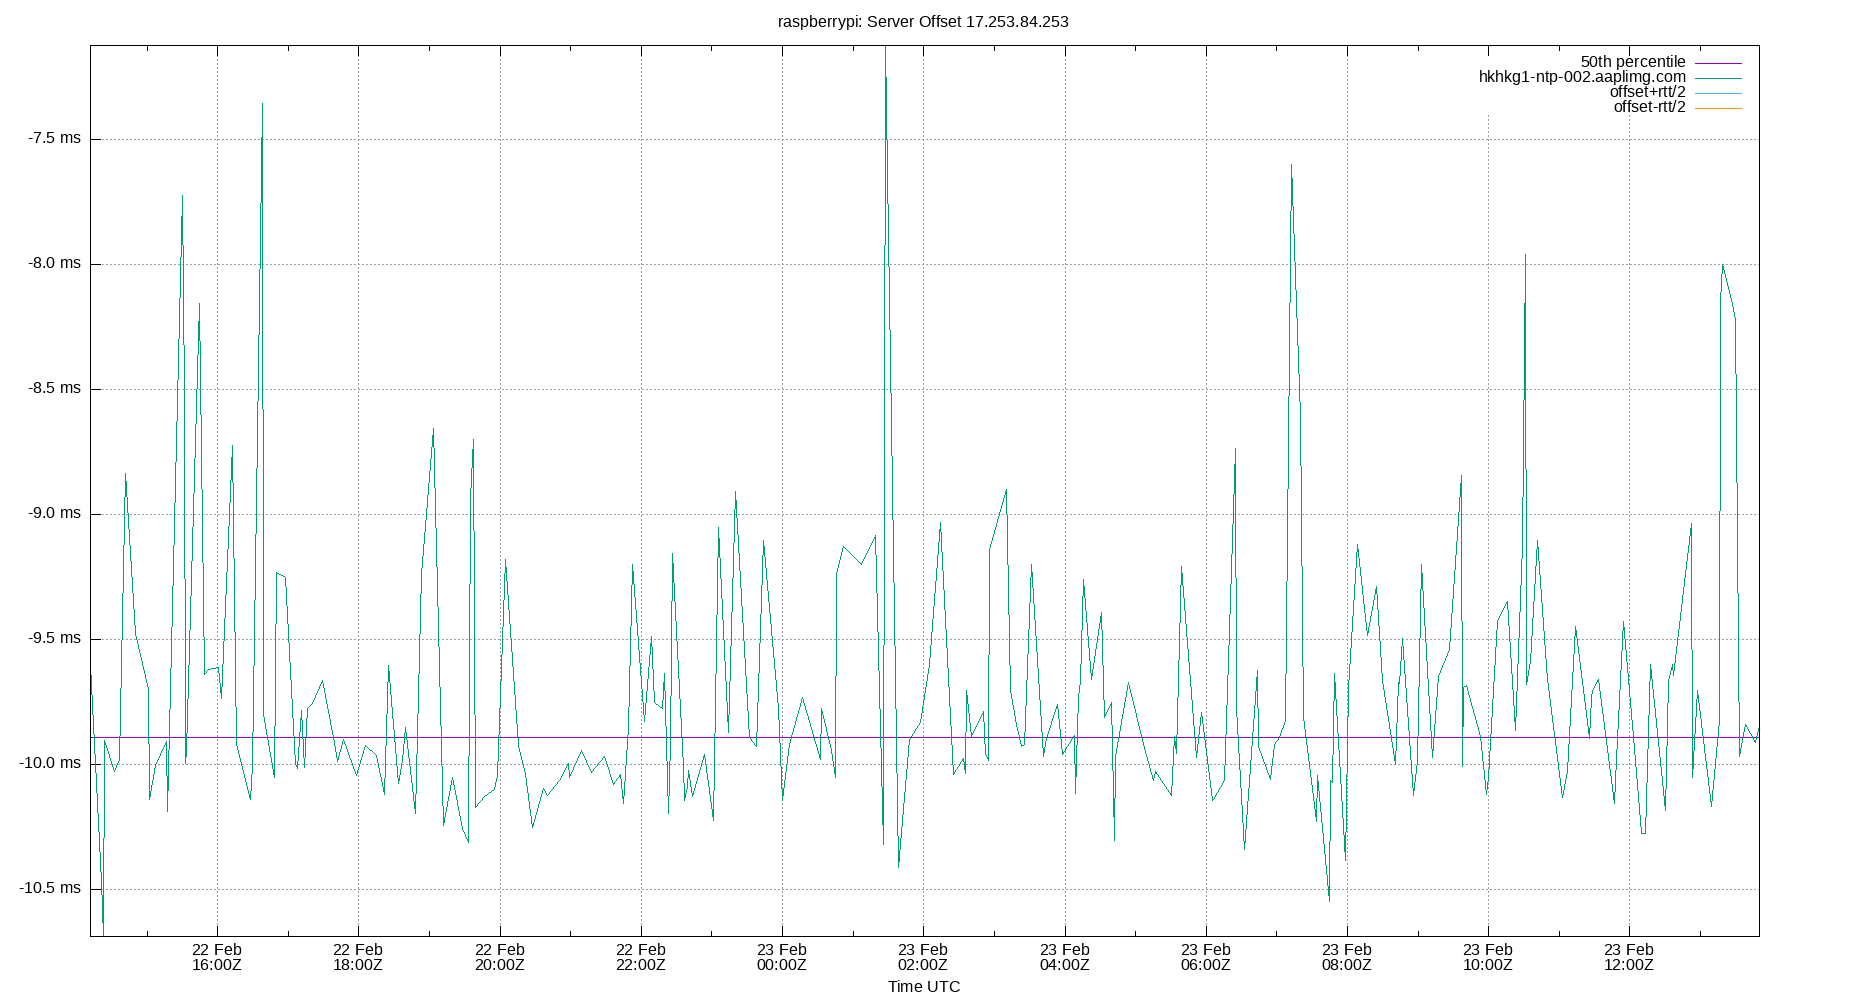 raspberrypi: Server Offset 17.253.84.253
50th percentile
hkhkg1-ntp-002.aaplimg.com
offset+rtt/2
offset-rtt/2
-7.5 ms
-8.0 ms
-8.5 ms
-9.0 ms
-9.5 ms
-10.0 ms
-10.5 ms
22 Feb 22 Feb 22 Feb 22 Feb 23 Feb 23 Feb 23 Feb 23 Feb 23 Feb 23 Feb 23 Feb
16:00Z 18:00Z 20:00Z 22:00Z 00:00Z 02:00Z 04:00Z 06:00Z 08:00Z 10:00Z 12:00Z
Time UTC